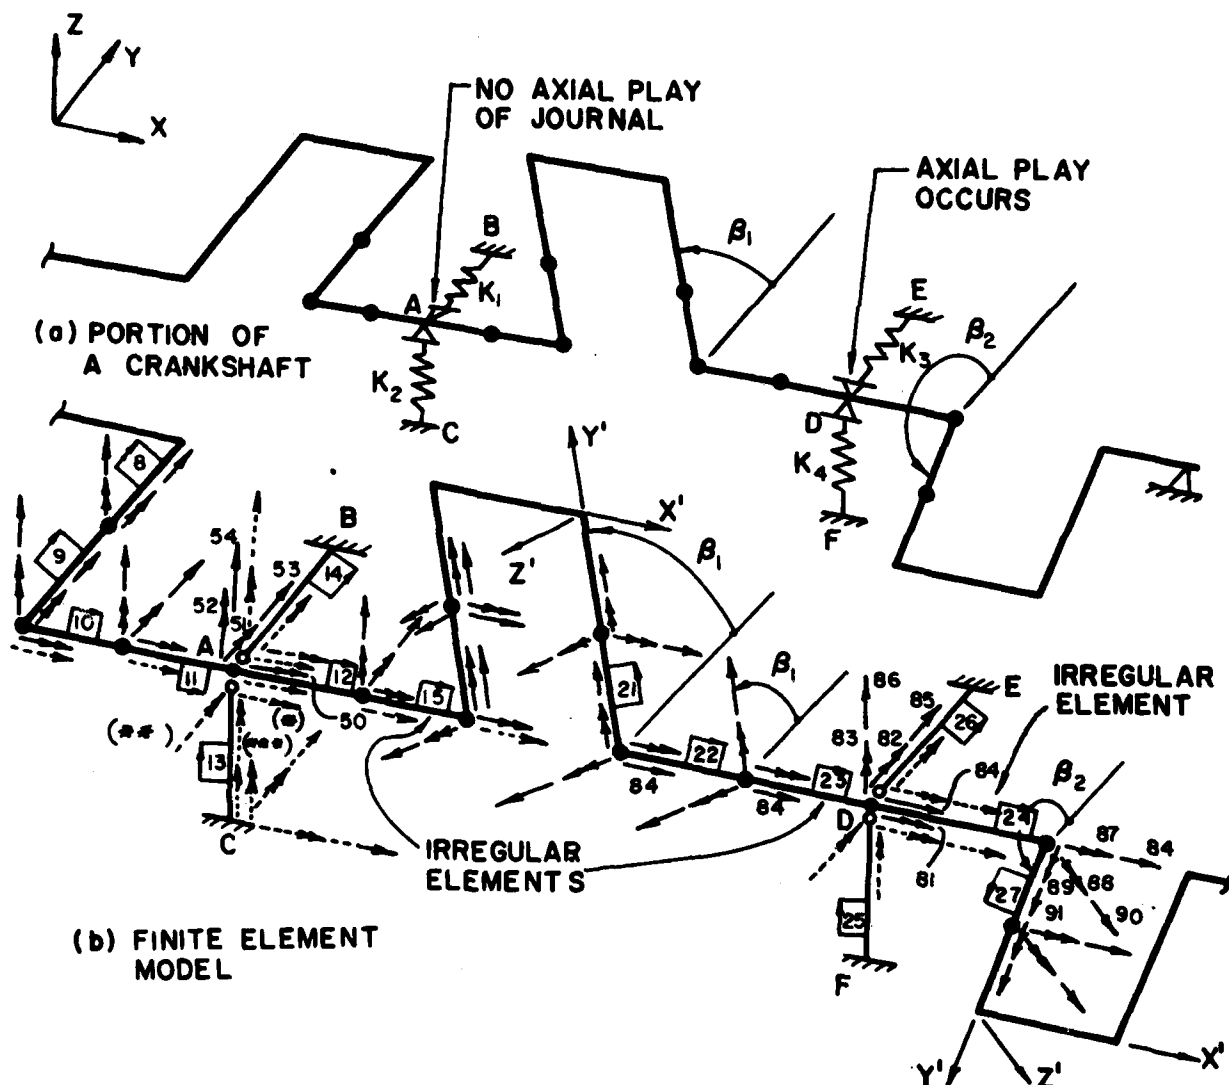 Z
Y
X
NO AXIAL PLAY
OF JOURNAL
AXIAL PLAY
OCCURS
B
K1
A
β1
E
K3
β2
(a) PORTION OF
A CRANKSHAFT
K2
C
D
K4
F
8
9
10
11
54
53
52
51
B
14
A
12
15
50
(*)
(**)
(***)
13
C
Y'
X'
Z'
β1
β1
21
22
84
84
23
86
85
83
82
E
26
IRREGULAR
ELEMENT
84
β2
24
D
81
87
84
27
89
88
91
90
25
F
IRREGULAR
ELEMENTS
(b) FINITE ELEMENT
MODEL
X'
Y'
Z'